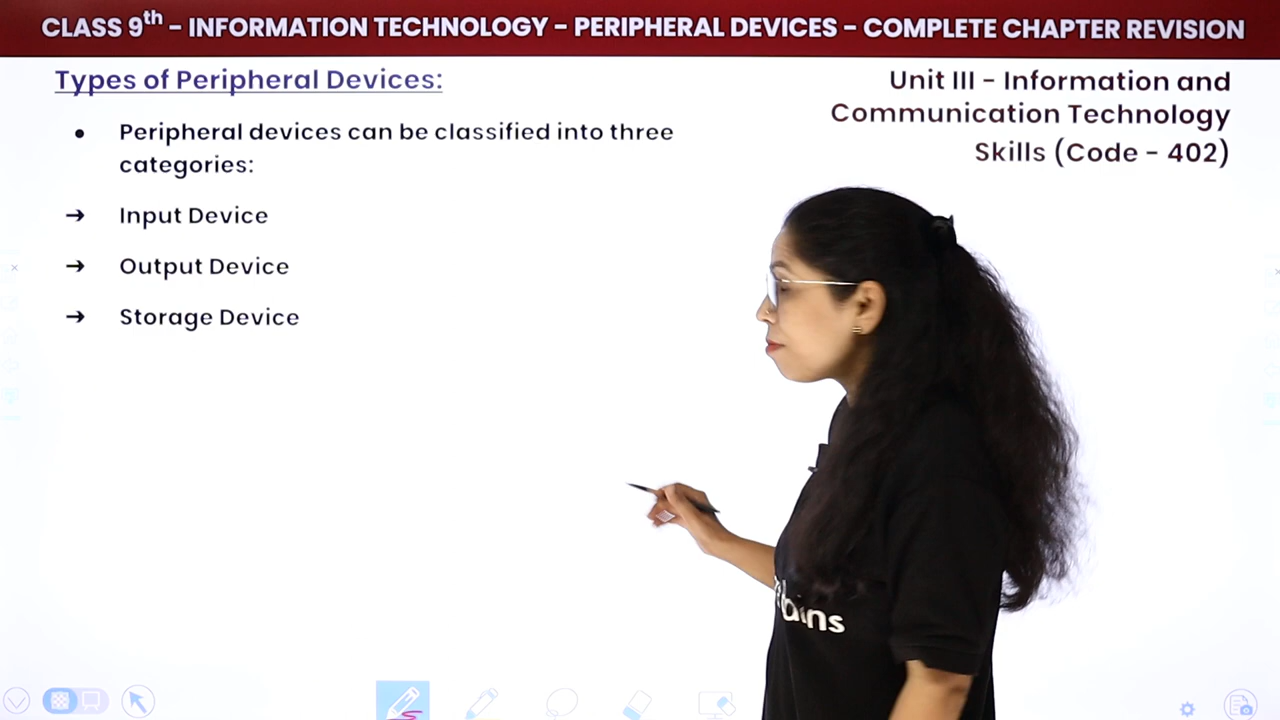 CLASS 9th - INFORMATION TECHNOLOGY - PERIPHERAL DEVICES - COMPLETE CHAPTER REVISION
Types of Peripheral Devices:
• Peripheral devices can be classified into three
categories:
➔ Input Device
➔ Output Device
➔ Storage Device
Unit III - Information and
Communication Technology
Skills (Code - 402)